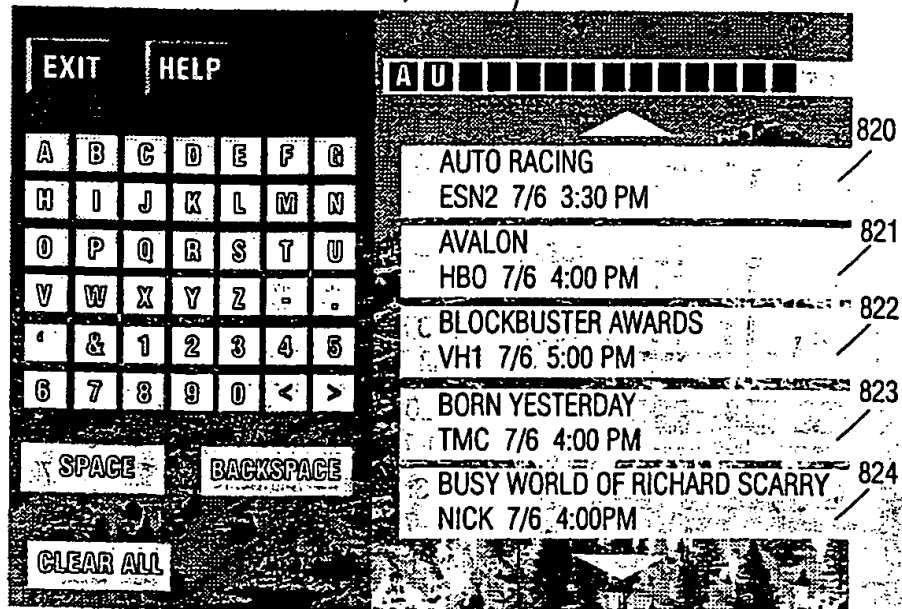 EXIT HELP
A U
A B C D E F G
H I J K L M N
O P Q R S T U
V W X Y Z - .
' & 1 2 3 4 5
6 7 8 9 0 < >
SPACE BACKSPACE
CLEAR ALL
AUTO RACING
ESN2 7/6 3:30 PM
820
AVALON
HBO 7/6 4:00 PM
821
BLOCKBUSTER AWARDS
VH1 7/6 5:00 PM
822
BORN YESTERDAY
TMC 7/6 4:00 PM
823
BUSY WORLD OF RICHARD SCARRY
NICK 7/6 4:00PM
824